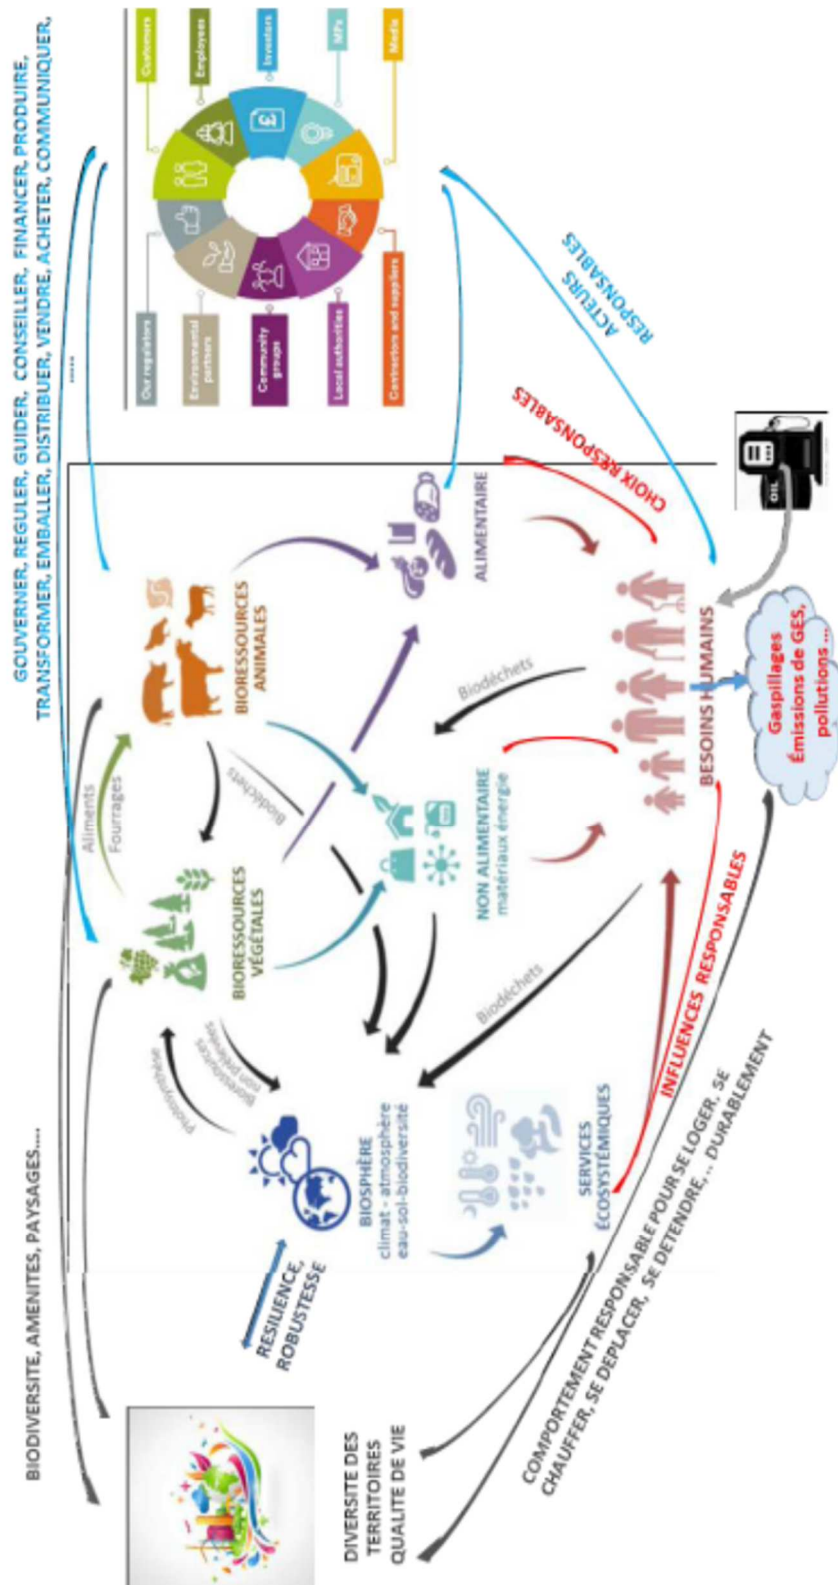 BIODIVERSITE, AMENITES, PAYSAGES.....
GOUVERNER, REGULER, GUIDER, CONSEILLER, FINANCER, PRODUIRE,
TRANSFORMER, EMBALLER, DISTRIBUER, VENDRE, ACHETER, COMMUNIQUER,
.....
Aliments
Fourrages
Photosynthèse
Bioressources
non prélevées
BIORESSOURCES
VÉGÉTALES
BIORESSOURCES
ANIMALES
Biodéchets
RESILIENCE,
ROBUSTESSE
BIOSPHÈRE
climat - atmosphère
eau-sol-biodiversité
NON ALIMENTAIRE
matériaux énergie
ALIMENTAIRE
Biodéchets
Biodéchets
SERVICES
ÉCOSYSTÉMIQUES
BESOINS HUMAINS
DIVERSITE DES
TERRITOIRES
QUALITE DE VIE
Our regulators
Customers
Environmental
partners
Employees
Community
groups
Investors
Local authorities
MPs
Contractors and suppliers
Media
CHOIX RESPONSABLES
ACTEURS
RESPONSABLES
INFLUENCES RESPONSABLES
OIL
Gaspillages
Émissions de GES,
pollutions ...
COMPORTEMENT RESPONSABLE POUR SE LOGER, SE
CHAUFFER, SE DEPLACER, SE DETENDRE,... DURABLEMENT